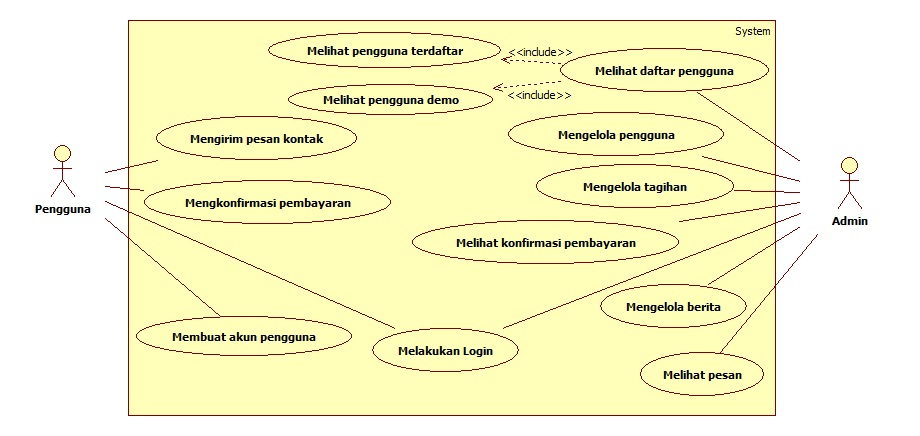 System
Melihat pengguna terdaftar
<<include>>
Melihat daftar pengguna
Melihat pengguna demo
<<include>>
Mengirim pesan kontak
Mengelola pengguna
Mengelola tagihan
Pengguna
Mengkonfirmasi pembayaran
Admin
Melihat konfirmasi pembayaran
Mengelola berita
Membuat akun pengguna
Melakukan Login
Melihat pesan